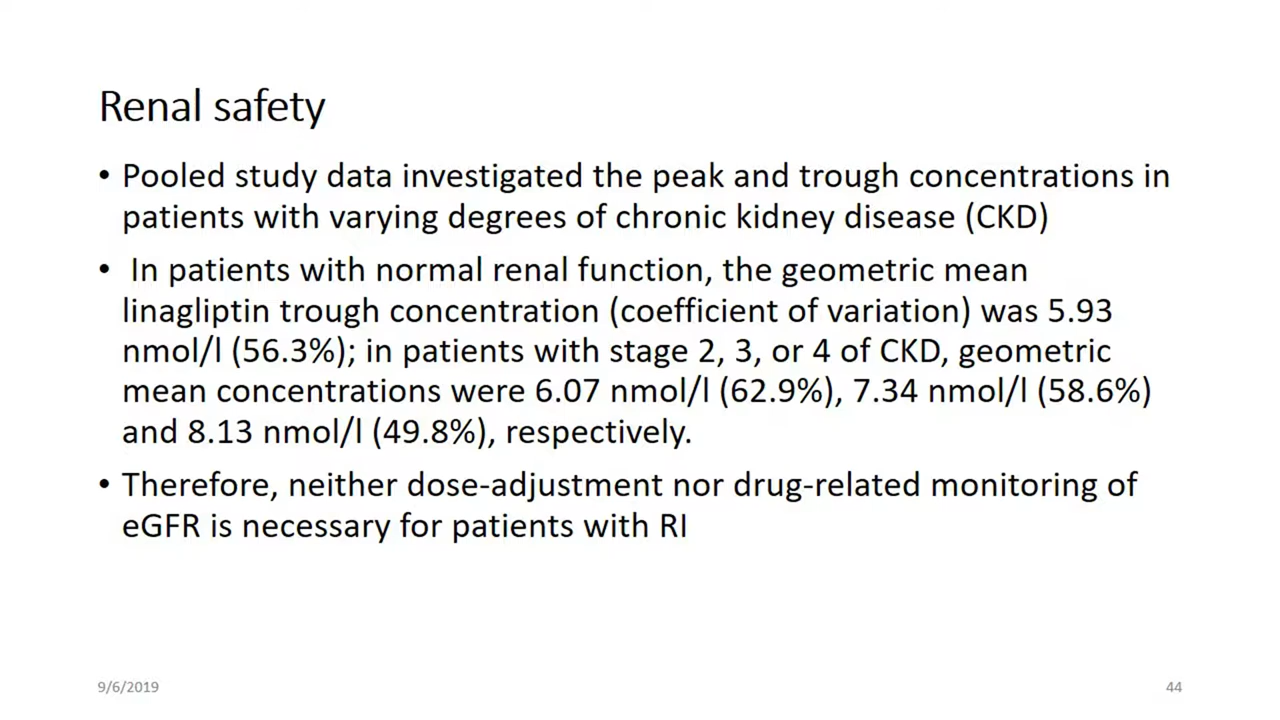 Renal safety
• Pooled study data investigated the peak and trough concentrations in
patients with varying degrees of chronic kidney disease (CKD)
• In patients with normal renal function, the geometric mean
linagliptin trough concentration (coefficient of variation) was 5.93
nmol/l (56.3%); in patients with stage 2, 3, or 4 of CKD, geometric
mean concentrations were 6.07 nmol/l (62.9%), 7.34 nmol/l (58.6%)
and 8.13 nmol/l (49.8%), respectively.
• Therefore, neither dose-adjustment nor drug-related monitoring of
eGFR is necessary for patients with RI
9/6/2019
44